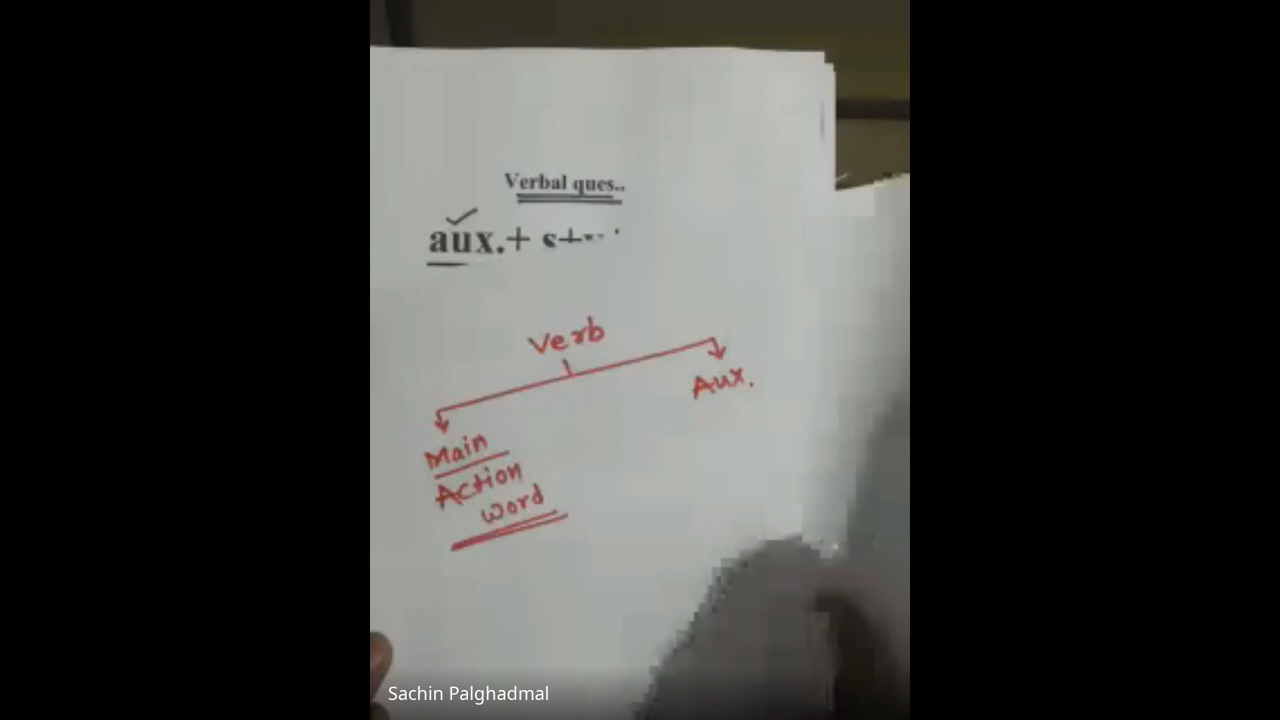 Verbal ques..
aux.+ s+
Verb
Aux.
Main
Action
word
Sachin Palghadmal